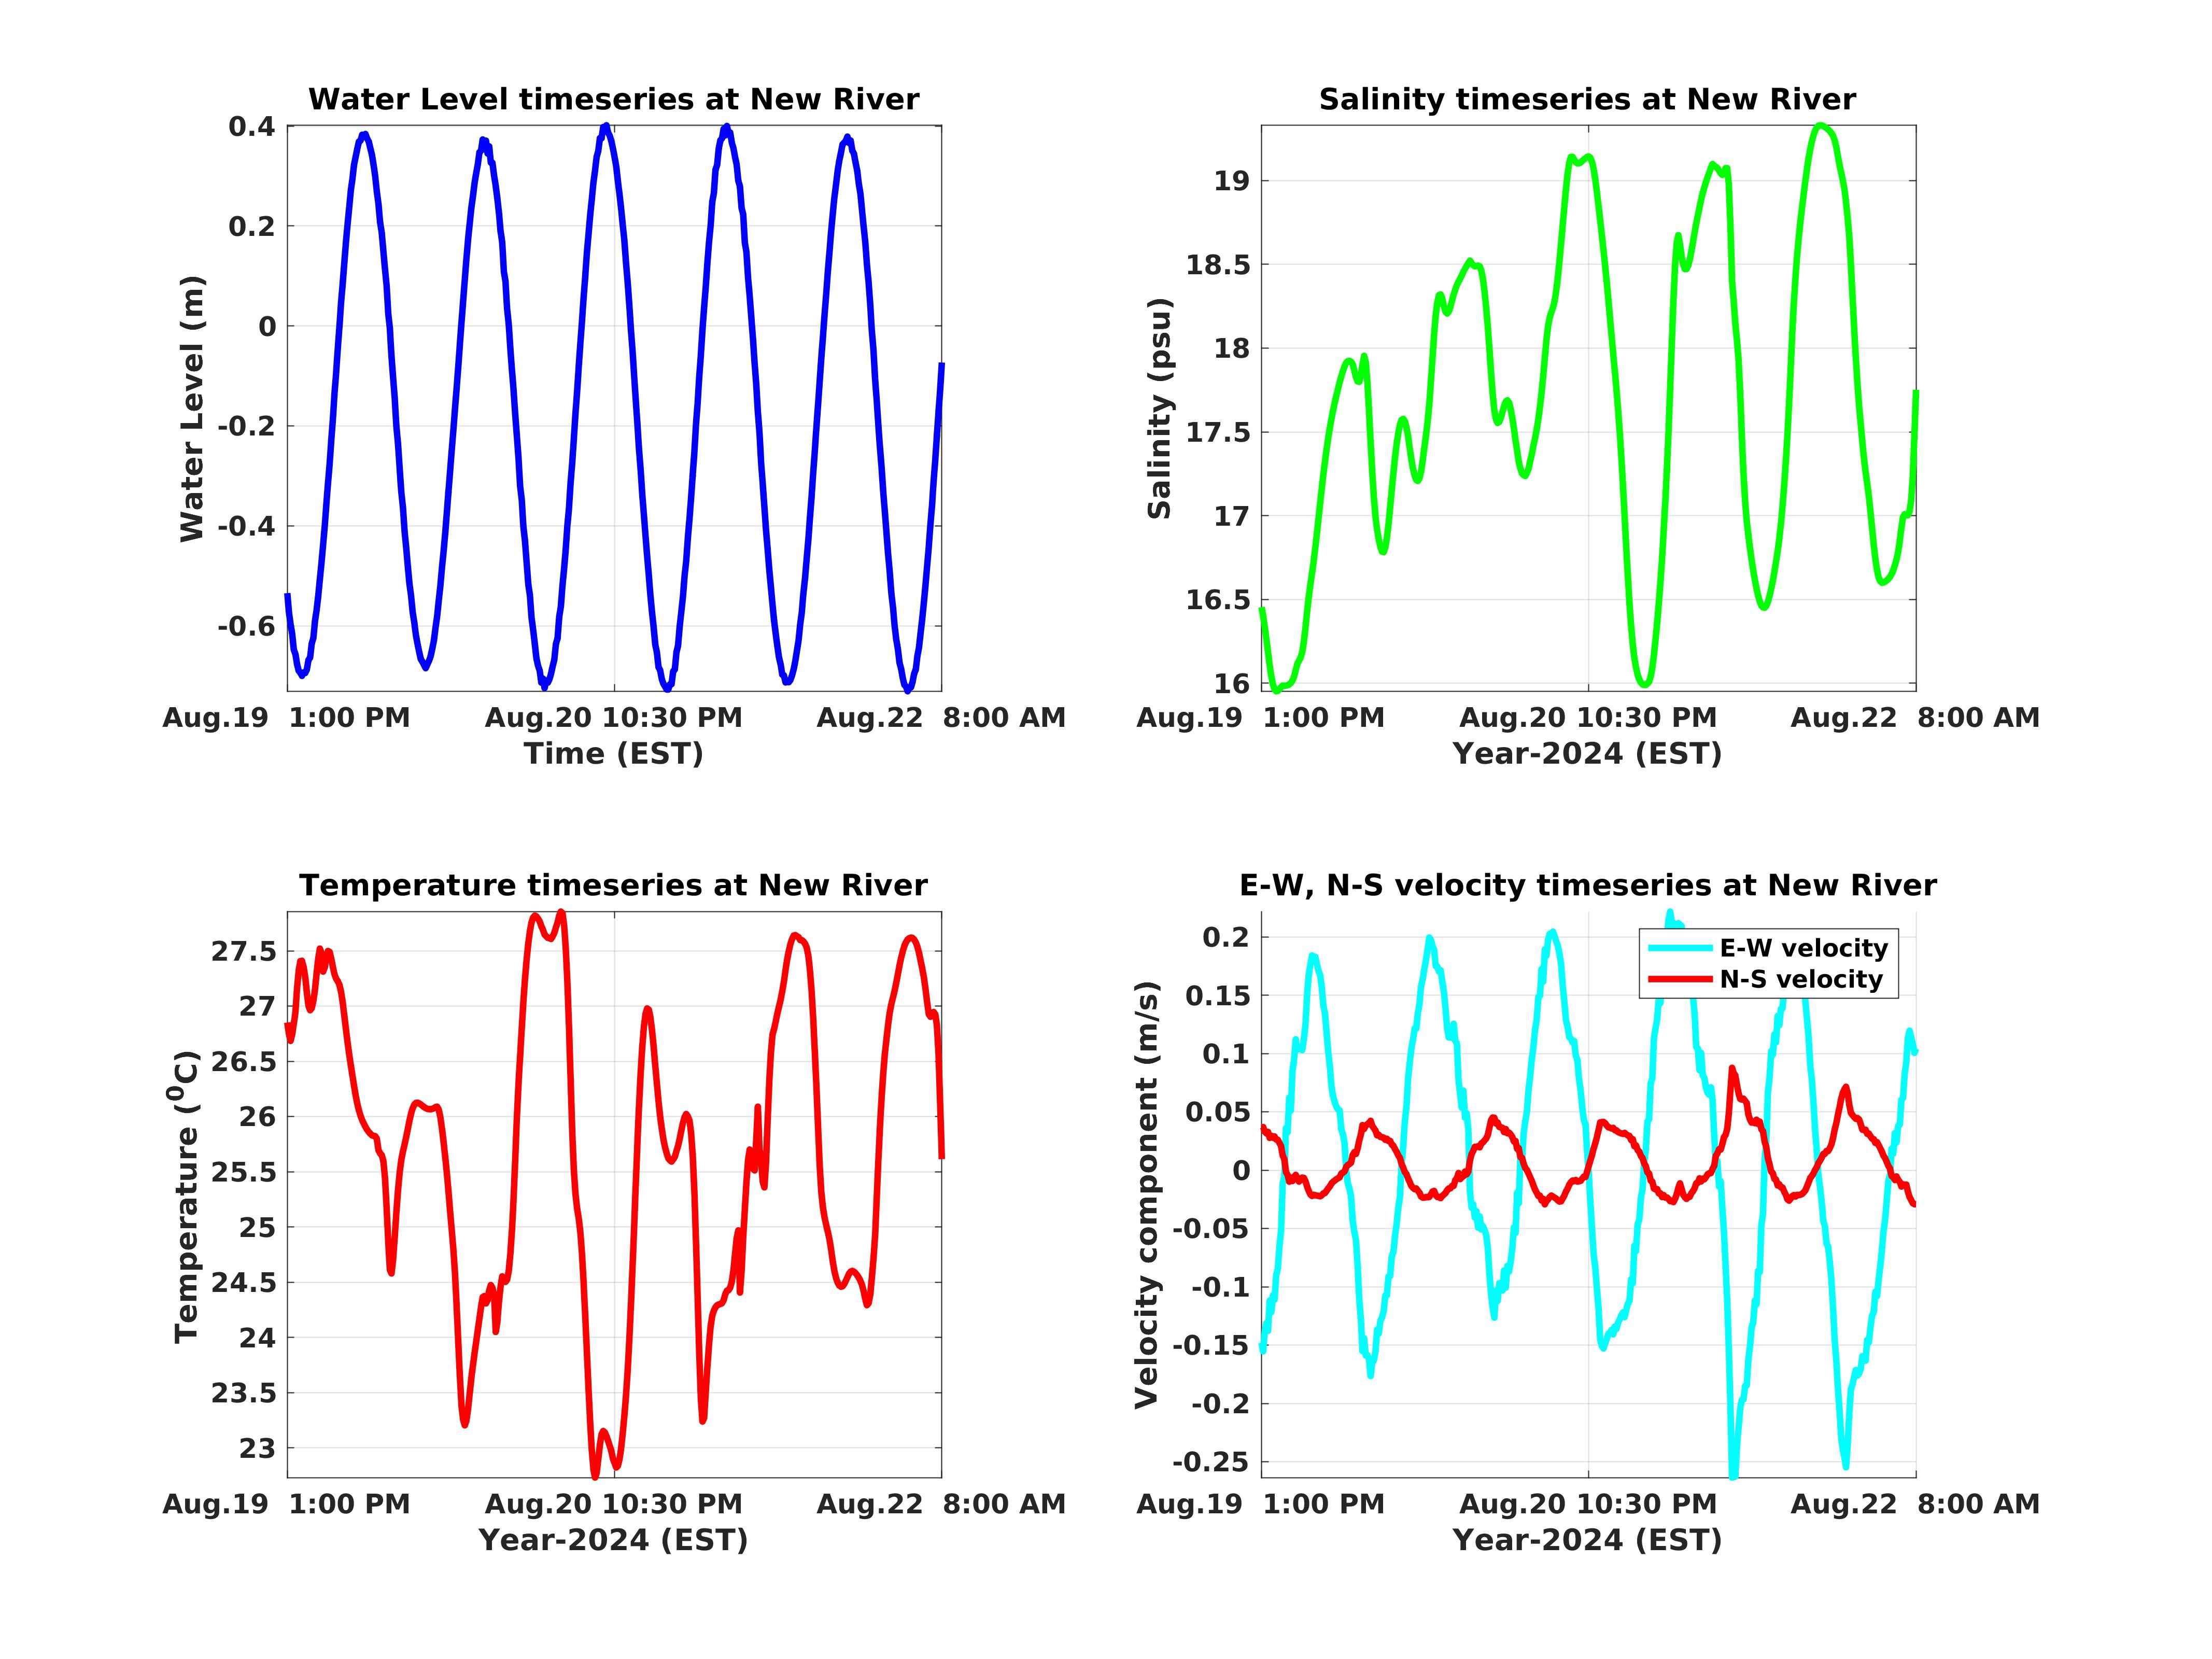 Water Level timeseries at New River
0.4
0.2
0
-0.2
-0.4
-0.6
Water Level (m)
Aug.19 1:00 PM Aug.20 10:30 PM Aug.22 8:00 AM
Time (EST)
Salinity timeseries at New River
19
18.5
18
17.5
17
16.5
16
Salinity (psu)
Aug.19 1:00 PM Aug.20 10:30 PM Aug.22 8:00 AM
Year-2024 (EST)
Temperature timeseries at New River
27.5
27
26.5
26
25.5
25
24.5
24
23.5
23
Temperature (⁰C)
Aug.19 1:00 PM Aug.20 10:30 PM Aug.22 8:00 AM
Year-2024 (EST)
E-W, N-S velocity timeseries at New River
E-W velocity
N-S velocity
0.2
0.15
0.1
0.05
0
-0.05
-0.1
-0.15
-0.2
-0.25
Velocity component (m/s)
Aug.19 1:00 PM Aug.20 10:30 PM Aug.22 8:00 AM
Year-2024 (EST)